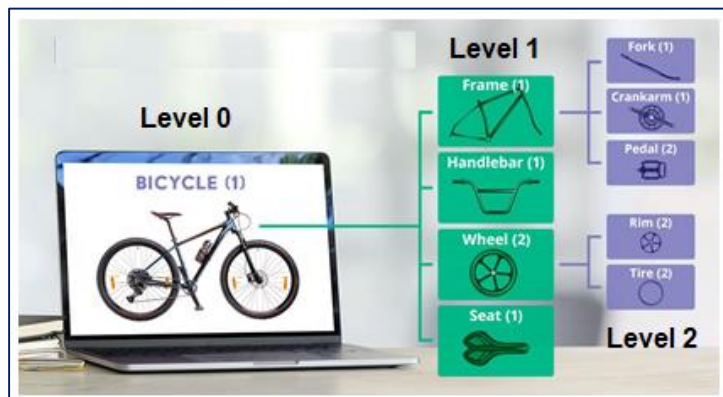 Level 0
BICYCLE (1)
Level 1
Frame (1)
Handlebar (1)
Wheel (2)
Seat (1)
Fork (1)
Crankarm (1)
Pedal (2)
Rim (2)
Tire (2)
Level 2